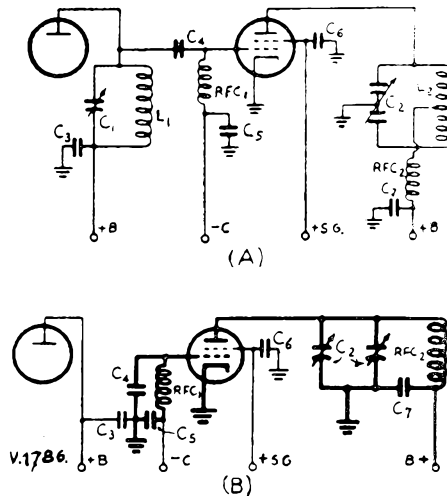 C4
C6
C1
L1
RFC1
C5
C3
C2
L2
RFC2
C2
+B
-C
+SG.
+B
(A)
C4
RFC1
C6
C2
RFC2
C3
C5
C7
V.1786.
+B
-C
+SG
B+
(B)